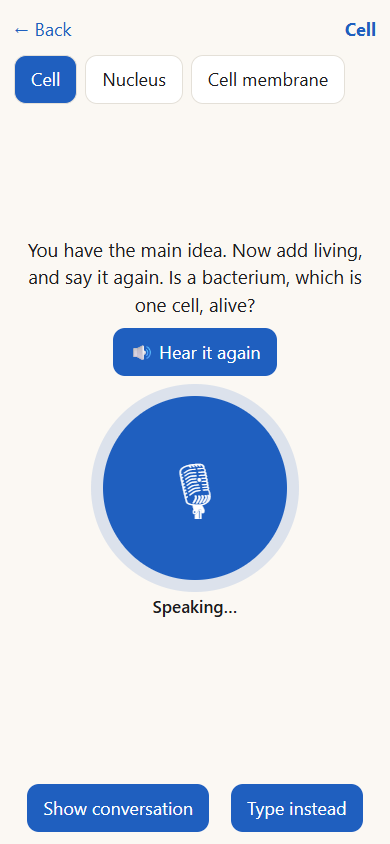 ← Back
Cell
Cell
Nucleus
Cell membrane
You have the main idea. Now add living,
and say it again. Is a bacterium, which is
one cell, alive?
Hear it again
Speaking...
Show conversation
Type instead